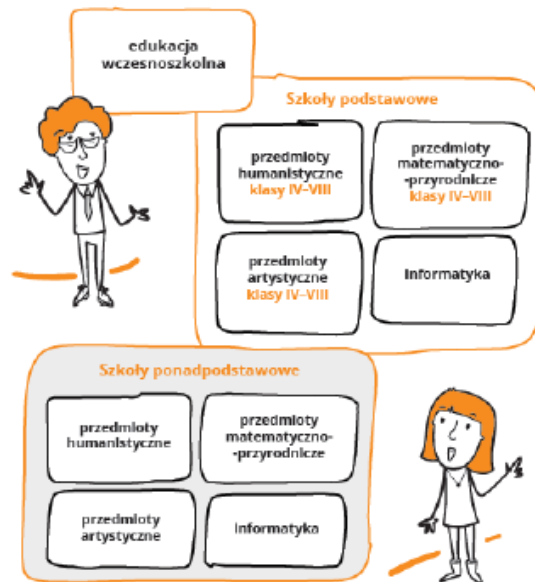 edukacja
wczesnoszkolna
Szkoły podstawowe
przedmioty
humanistyczne
klasy IV–VIII
przedmioty
matematyczno-
-przyrodnicze
klasy IV–VIII
przedmioty
artystyczne
klasy IV–VIII
informatyka
Szkoły ponadpodstawowe
przedmioty
humanistyczne
przedmioty
matematyczno-
-przyrodnicze
przedmioty
artystyczne
informatyka